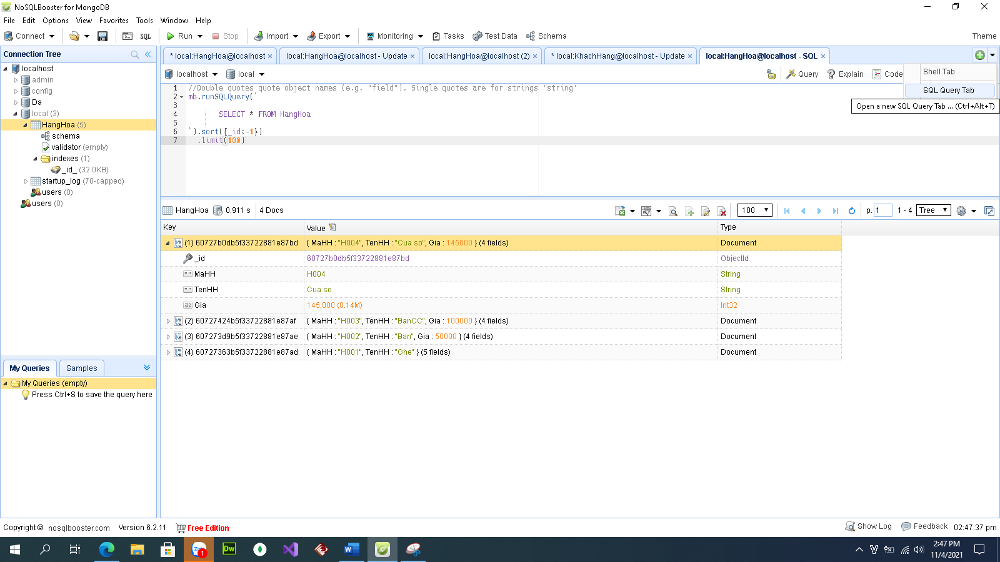 NoSQLBooster for MongoDB
File Edit Options View Favorites Tools Window Help
Connect SQL Run Stop Import Export Monitoring Tasks Test Data Schema Theme
Connection Tree
localhost
admin
config
Da
local (3)
HangHoa (5)
schema
validator (empty)
indexes (1)
_id_ (32.0KB)
startup_log (70-capped)
users (0)
users (0)
My Queries Samples
My Queries (empty)
Press Ctrl+S to save the query here
* local:HangHoa@localhost × local:HangHoa@localhost - Update × local:HangHoa@localhost (2) × * local:KhachHang@localhost - Update × local:HangHoa@localhost - SQL ×
localhost local Query Explain Code
Shell Tab
SQL Query Tab
Open a new SQL Query Tab ... (Ctrl+Alt+T)
1 //Double quotes quote object names (e.g. "field"). Single quotes are for strings 'string'
2 mb.runSQLQuery(`
3
4 SELECT * FROM HangHoa
5
6 `).sort({_id:-1})
7 .limit(100)
HangHoa 0.911 s 4 Docs 100 p. 1 1 - 4 Tree
Key Value Type
(1) 60727b0db5f33722881e87bd { MaHH : "H004", TenHH : "Cua so", Gia : 145000 } (4 fields) Document
_id 60727b0db5f33722881e87bd ObjectId
MaHH H004 String
TenHH Cua so String
Gia 145,000 (0.14M) Int32
(2) 60727424b5f33722881e87af { MaHH : "H003", TenHH : "BanCC", Gia : 100000 } (4 fields) Document
(3) 607273d9b5f33722881e87ae { MaHH : "H002", TenHH : "Ban", Gia : 50000 } (4 fields) Document
(4) 60727363b5f33722881e87ad { MaHH : "H001", TenHH : "Ghe" } (5 fields) Document
Copyright © nosqlbooster.com Version 6.2.11 Free Edition Show Log Feedback 02:47:37 pm
Dw 1 2:47 PM
11/4/2021